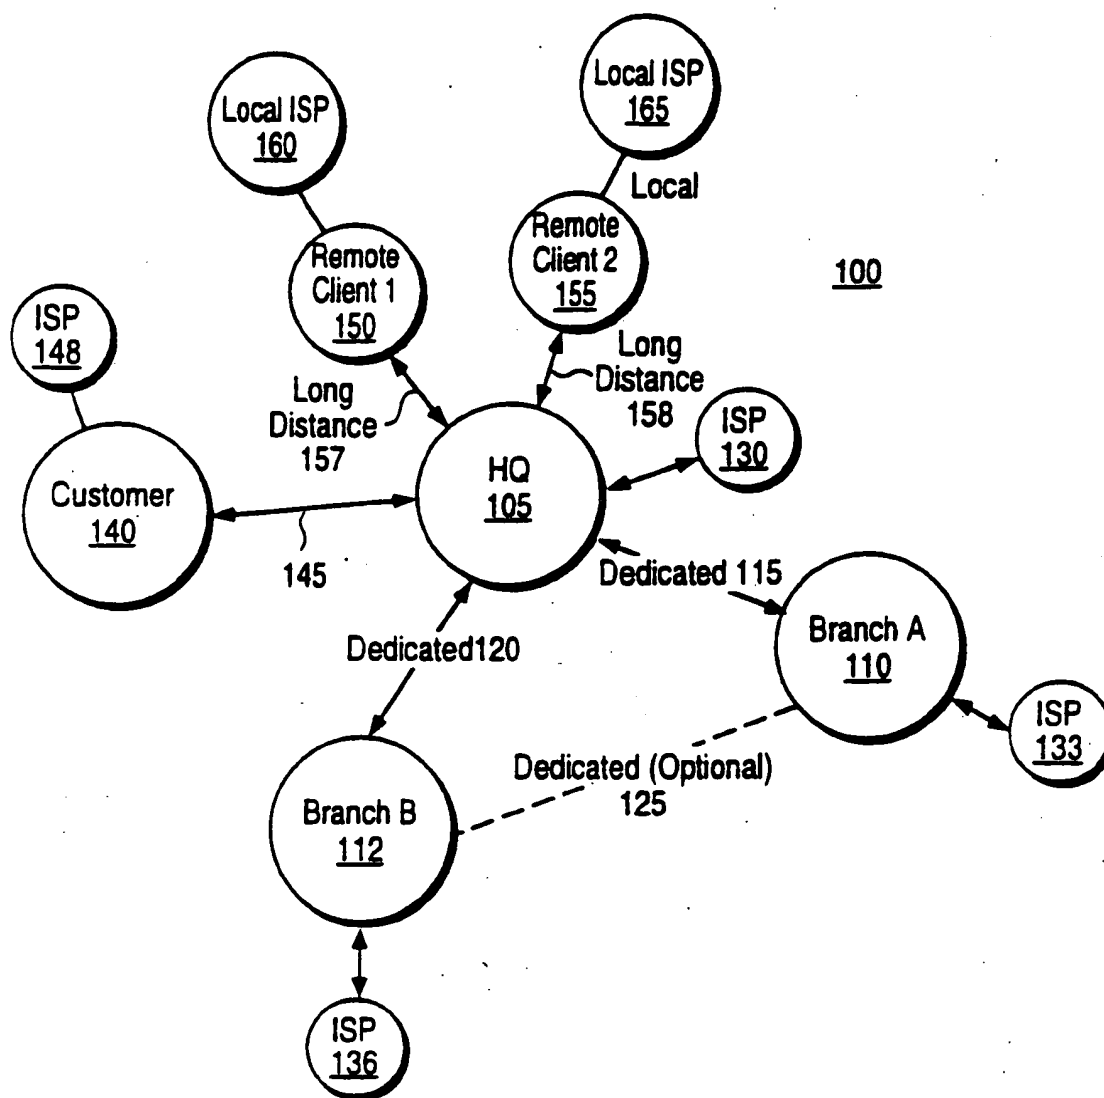 Local ISP
160
Local ISP
165
Local
Remote
Client 1
150
Remote
Client 2
155
100
ISP
148
Long
Distance
157
Long
Distance
158
ISP
130
HQ
105
Customer
140
145
Dedicated 115
Branch A
110
Dedicated120
ISP
133
Dedicated (Optional)
125
Branch B
112
ISP
136